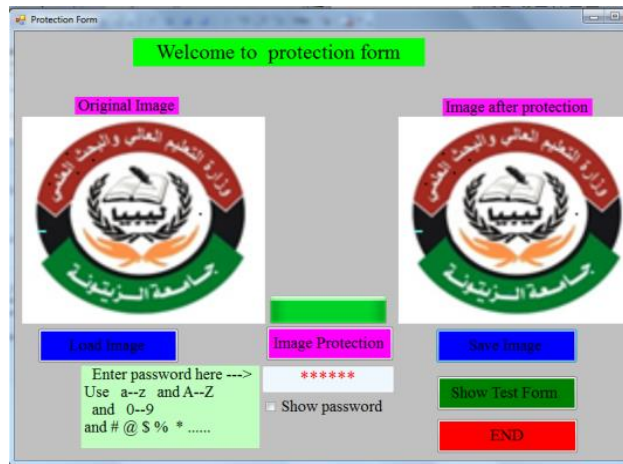 Protection Form
Welcome to protection form
Original Image
Image after protection
وزارة التعليم العالي والبحث العلمي
ليبيا
جامعة الزيتونة
وزارة التعليم العالي والبحث العلمي
ليبيا
جامعة الزيتونة
Load Image
Image Protection
Save Image
Enter password here --->
Use a--z and A--Z
and 0--9
and # @ $ % * ......
******
Show password
Show Test Form
END